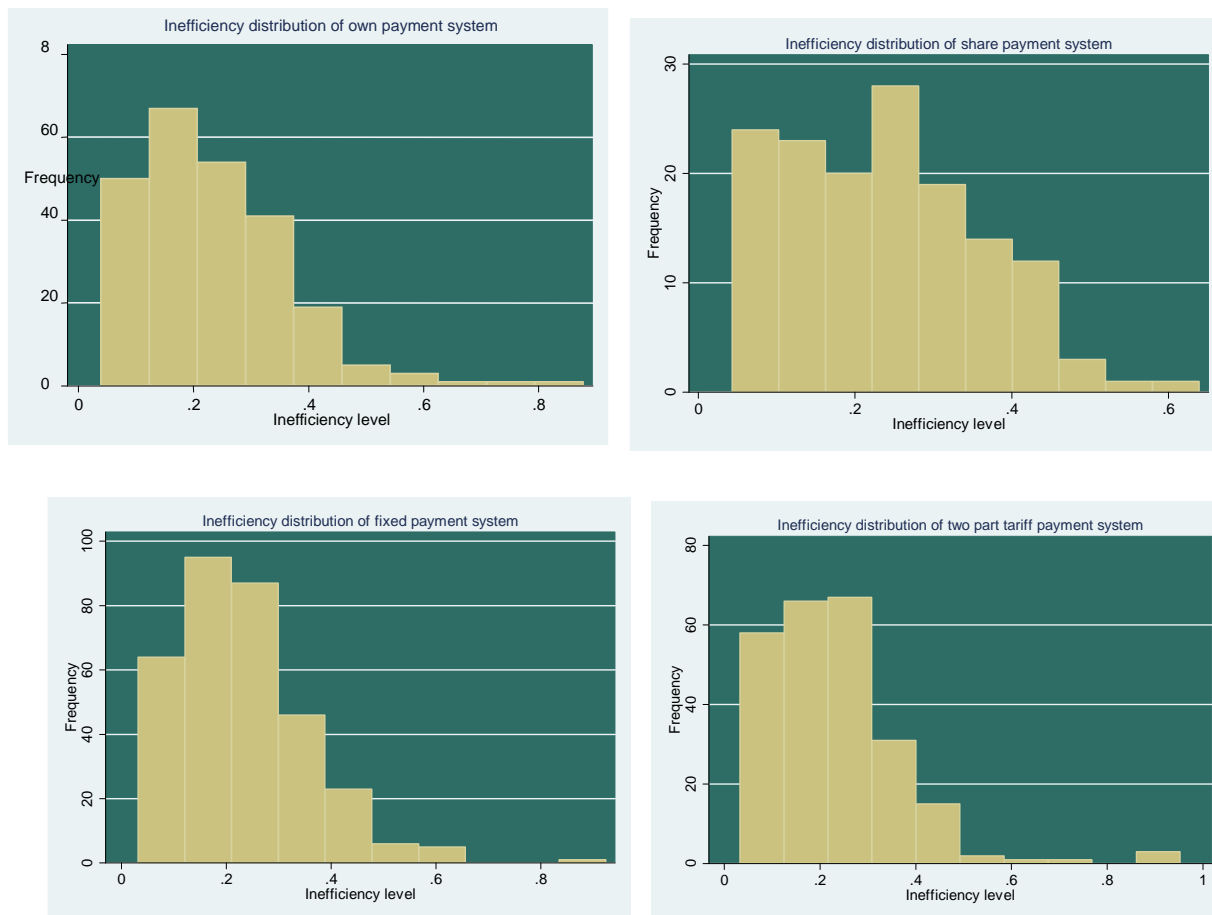 Inefficiency distribution of own payment system
8
60
Frequency
40
20
0
0 .2 .4 .6 .8
Inefficiency level
Inefficiency distribution of share payment system
30
20
Frequency
10
0
0 .2 .4 .6
Inefficiency level
Inefficiency distribution of fixed payment system
100
80
60
Frequency
40
20
0
0 .2 .4 .6 .8
Inefficiency level
Inefficiency distribution of two part tariff payment system
80
60
Frequency
40
20
0
0 .2 .4 .6 .8 1
Inefficiency level